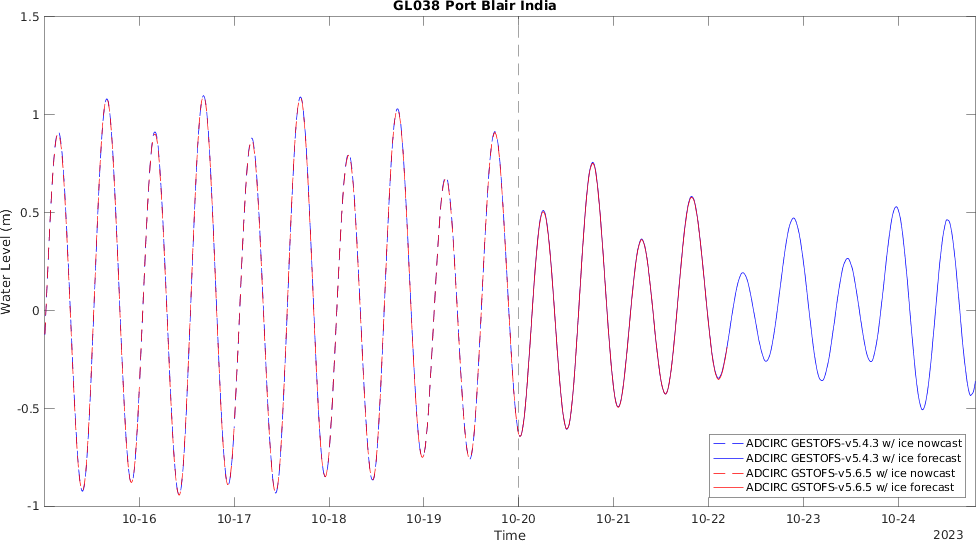 GL038 Port Blair India
1.5
1
0.5
0
-0.5
-1
Water Level (m)
10-16 10-17 10-18 10-19 10-20 10-21 10-22 10-23 10-24
Time
2023
ADCIRC GESTOFS-v5.4.3 w/ ice nowcast
ADCIRC GESTOFS-v5.4.3 w/ ice forecast
ADCIRC GSTOFS-v5.6.5 w/ ice nowcast
ADCIRC GSTOFS-v5.6.5 w/ ice forecast